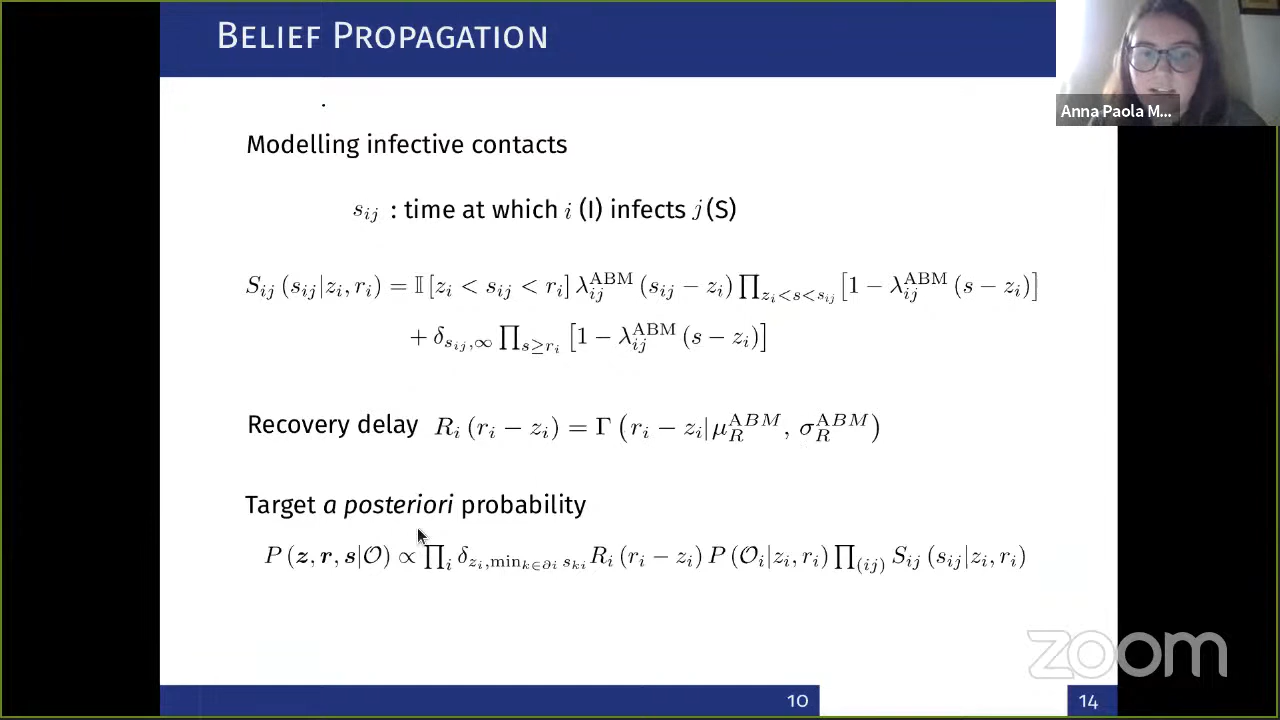 BELIEF PROPAGATION
Anna Paola M...
Modelling infective contacts
s_{ij} : time at which i (I) infects j (S)
S_{ij} (s_{ij}|z_i, r_i) = 𝕀 [z_i < s_{ij} < r_i] λ_{ij}^{ABM} (s_{ij} − z_i) ∏_{z_i<s<s_{ij}} [1 − λ_{ij}^{ABM} (s − z_i)]
+ δ_{s_{ij},∞} ∏_{s≥r_i} [1 − λ_{ij}^{ABM} (s − z_i)]
Recovery delay R_i (r_i − z_i) = Γ (r_i − z_i|μ_R^{ABM}, σ_R^{ABM})
Target a posteriori probability
P (z, r, s|𝒪) ∝ ∏_i δ_{z_i,min_{k∈∂i} s_{ki}} R_i (r_i − z_i) P (𝒪_i|z_i, r_i) ∏_{(ij)} S_{ij} (s_{ij}|z_i, r_i)
zoom
10
14